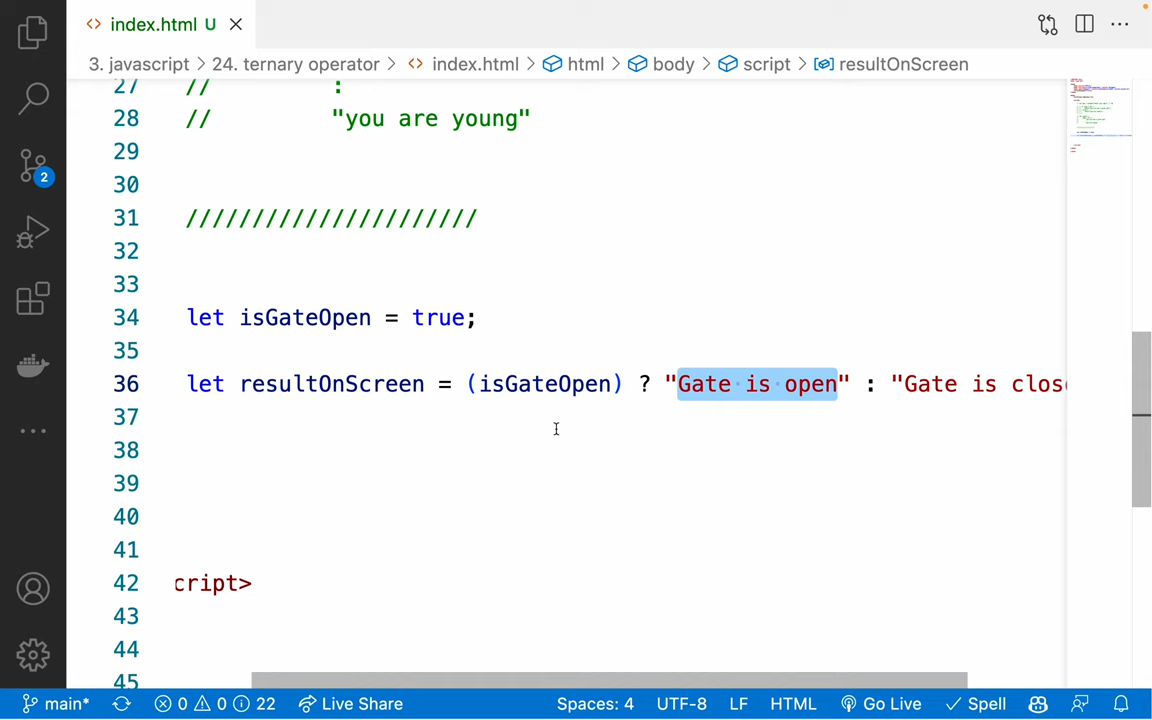 index.html U
3. javascript > 24. ternary operator > index.html > html > body > script > resultOnScreen
27 // :
28 // "you are young"
29
30
31 //////////////////////
32
33
34 let isGateOpen = true;
35
36 let resultOnScreen = (isGateOpen) ? "Gate is open" : "Gate is close
37
38
39
40
41
42 cript>
43
44
45
2
main* 0 0 22 Live Share Spaces: 4 UTF-8 LF HTML Go Live Spell